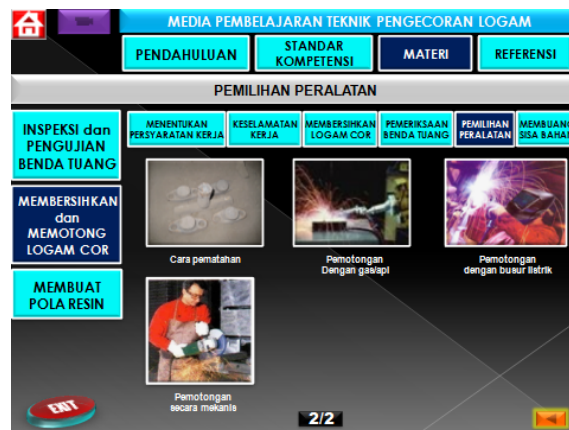 MEDIA PEMBELAJARAN TEKNIK PENGECORAN LOGAM
PENDAHULUAN
STANDAR
KOMPETENSI
MATERI
REFERENSI
PEMILIHAN PERALATAN
INSPEKSI dan
PENGUJIAN
BENDA TUANG
MENENTUKAN
PERSYARATAN KERJA
KESELAMATAN
KERJA
MEMBERSIHKAN
LOGAM COR
PEMERIKSAAN
BENDA TUANG
PEMILIHAN
PERALATAN
MEMBUANG
SISA BAHAN
MEMBERSIHKAN
dan
MEMOTONG
LOGAM COR
MEMBUAT
POLA RESIN
Cara pematahan
Pemotongan
Dengan gas/api
Pemotongan
dengan busur listrik
Pemotongan
secara mekanis
EXIT
2/2